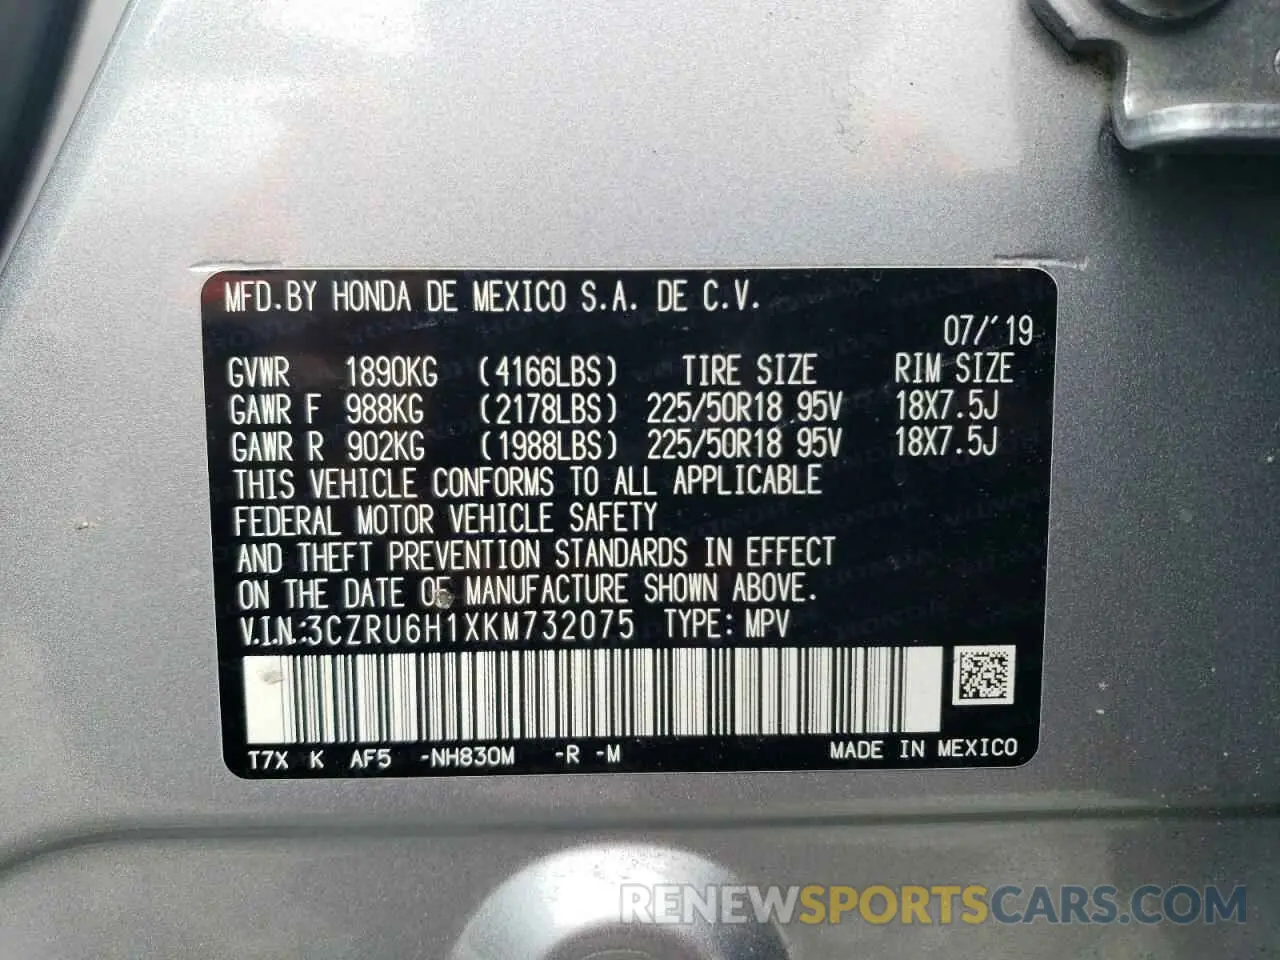 MFD.BY HONDA DE MEXICO S.A. DE C.V.
07/'19
GVWR 1890KG (4166LBS) TIRE SIZE RIM SIZE
GAWR F 988KG (2178LBS) 225/50R18 95V 18X7.5J
GAWR R 902KG (1988LBS) 225/50R18 95V 18X7.5J
THIS VEHICLE CONFORMS TO ALL APPLICABLE
FEDERAL MOTOR VEHICLE SAFETY
AND THEFT PREVENTION STANDARDS IN EFFECT
ON THE DATE OF MANUFACTURE SHOWN ABOVE.
V.I.N.:3CZRU6H1XKM732075 TYPE: MPV
T7X K AF5 -NH830M -R -M MADE IN MEXICO
RENEWSPORTSCARS.COM